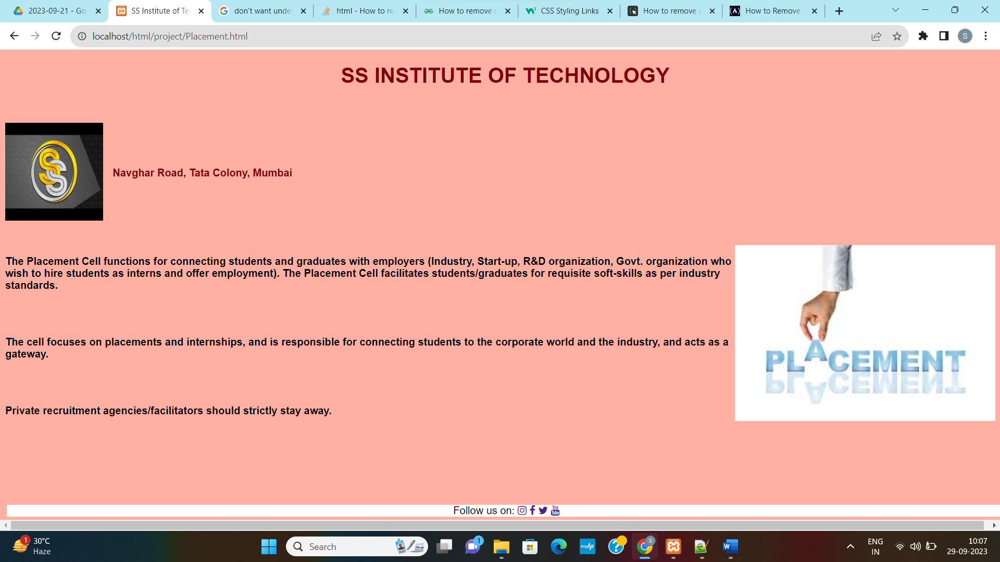 2023-09-21 - Go
SS Institute of Te
don't want unde
html - How to re
How to remove u
CSS Styling Links
How to remove u
How to Remove
localhost/html/project/Placement.html
S
SS INSTITUTE OF TECHNOLOGY
SS
Navghar Road, Tata Colony, Mumbai
The Placement Cell functions for connecting students and graduates with employers (Industry, Start-up, R&D organization, Govt. organization who
wish to hire students as interns and offer employment). The Placement Cell facilitates students/graduates for requisite soft-skills as per industry
standards.
The cell focuses on placements and internships, and is responsible for connecting students to the corporate world and the industry, and acts as a
gateway.
PLACEMENT
Private recruitment agencies/facilitators should strictly stay away.
Follow us on: You Tube
1
30°C
Haze
Search
1
myhp
?
S
W
ENG
IN
10:07
29-09-2023